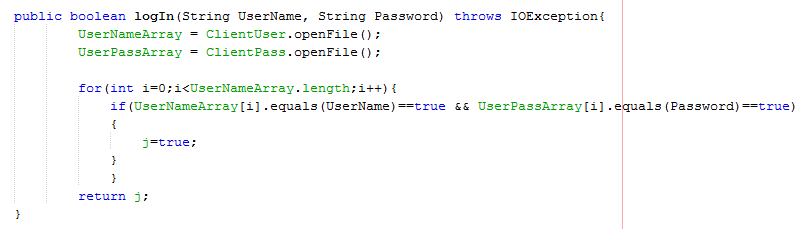 public boolean logIn(String UserName, String Password) throws IOException{
UserNameArray = ClientUser.openFile();
UserPassArray = ClientPass.openFile();
for(int i=0;i<UserNameArray.length;i++){
if(UserNameArray[i].equals(UserName)==true && UserPassArray[i].equals(Password)==true)
{
j=true;
}
}
return j;
}